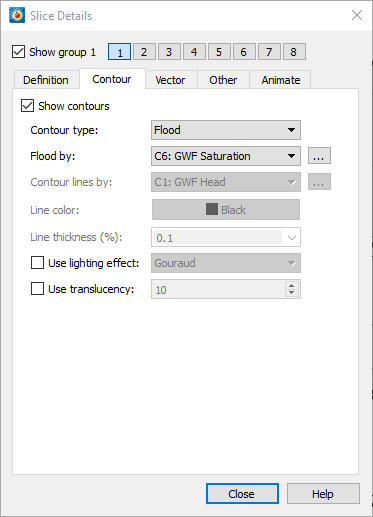 Slice Details
Show group 1 1 2 3 4 5 6 7 8
Definition Contour Vector Other Animate
Show contours
Contour type: Flood
Flood by: C6: GWF Saturation ...
Contour lines by: C1: GWF Head ...
Line color: Black
Line thickness (%): 0.1
Use lighting effect: Gouraud
Use translucency: 10
Close Help